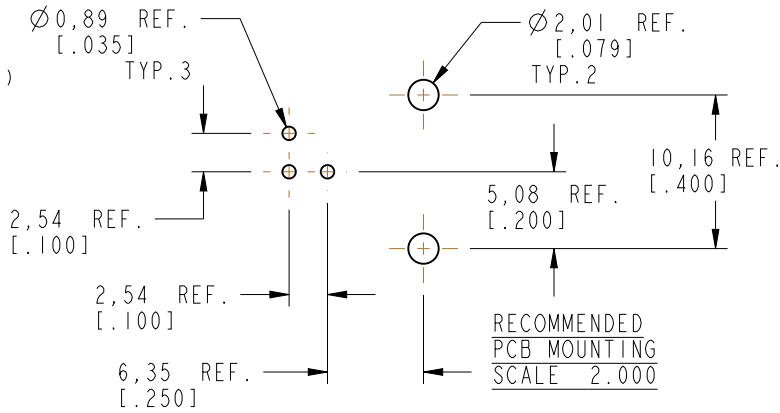 Ø0,89 REF.
[.035]
TYP.3
)
Ø2,01 REF.
[.079]
TYP.2
10,16 REF.
[.400]
5,08 REF.
[.200]
2,54 REF.
[.100]
2,54 REF.
[.100]
6,35 REF.
[.250]
RECOMMENDED
PCB MOUNTING
SCALE 2.000